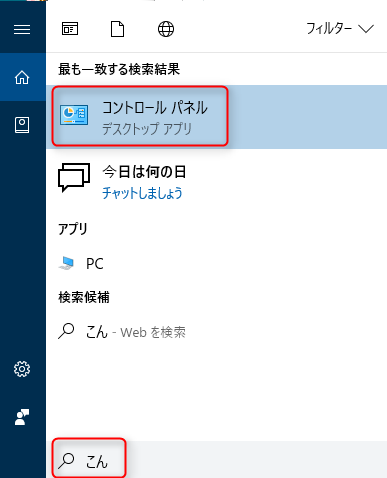 フィルター
最も一致する検索結果
コントロール パネル
デスクトップ アプリ
今日は何の日
チャットしましょう
アプリ
PC
検索候補
こん - Web を検索
こん